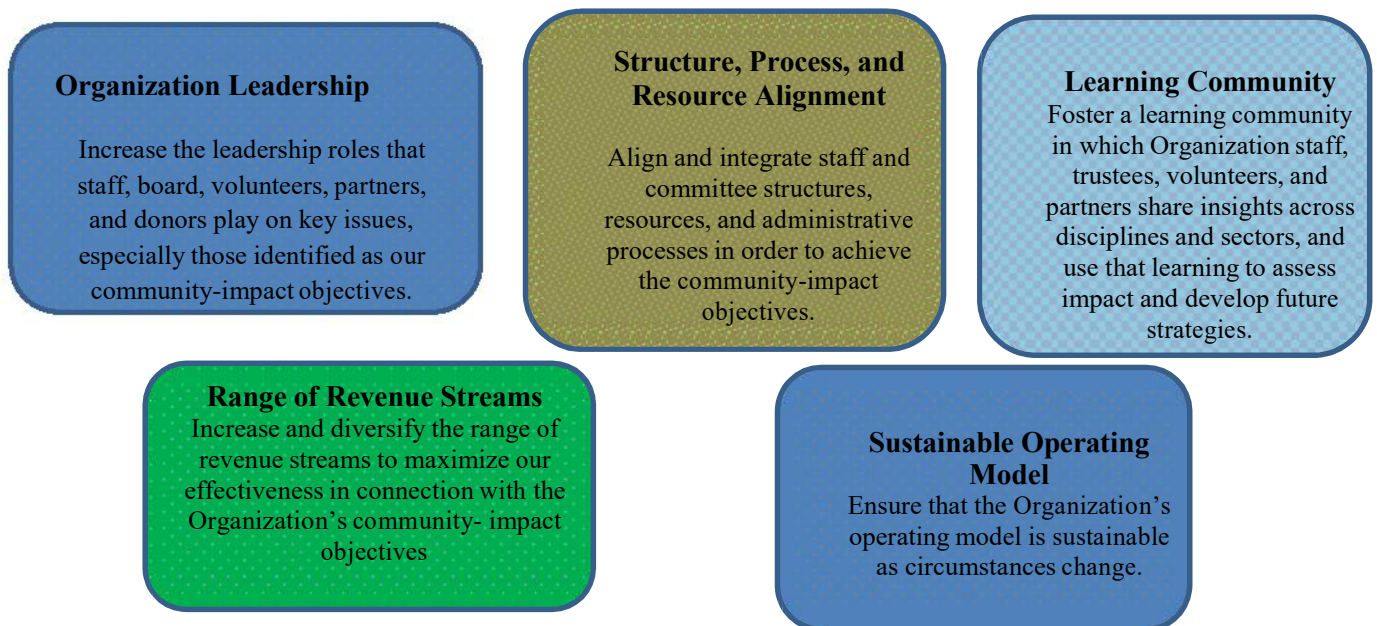 Organization Leadership
Increase the leadership roles that
staff, board, volunteers, partners,
and donors play on key issues,
especially those identified as our
community-impact objectives.
Structure, Process, and
Resource Alignment
Align and integrate staff and
committee structures,
resources, and administrative
processes in order to achieve
the community-impact
objectives.
Learning Community
Foster a learning community
in which Organization staff,
trustees, volunteers, and
partners share insights across
disciplines and sectors, and
use that learning to assess
impact and develop future
strategies.
Range of Revenue Streams
Increase and diversify the range of
revenue streams to maximize our
effectiveness in connection with the
Organization’s community- impact
objectives
Sustainable Operating
Model
Ensure that the Organization’s
operating model is sustainable
as circumstances change.